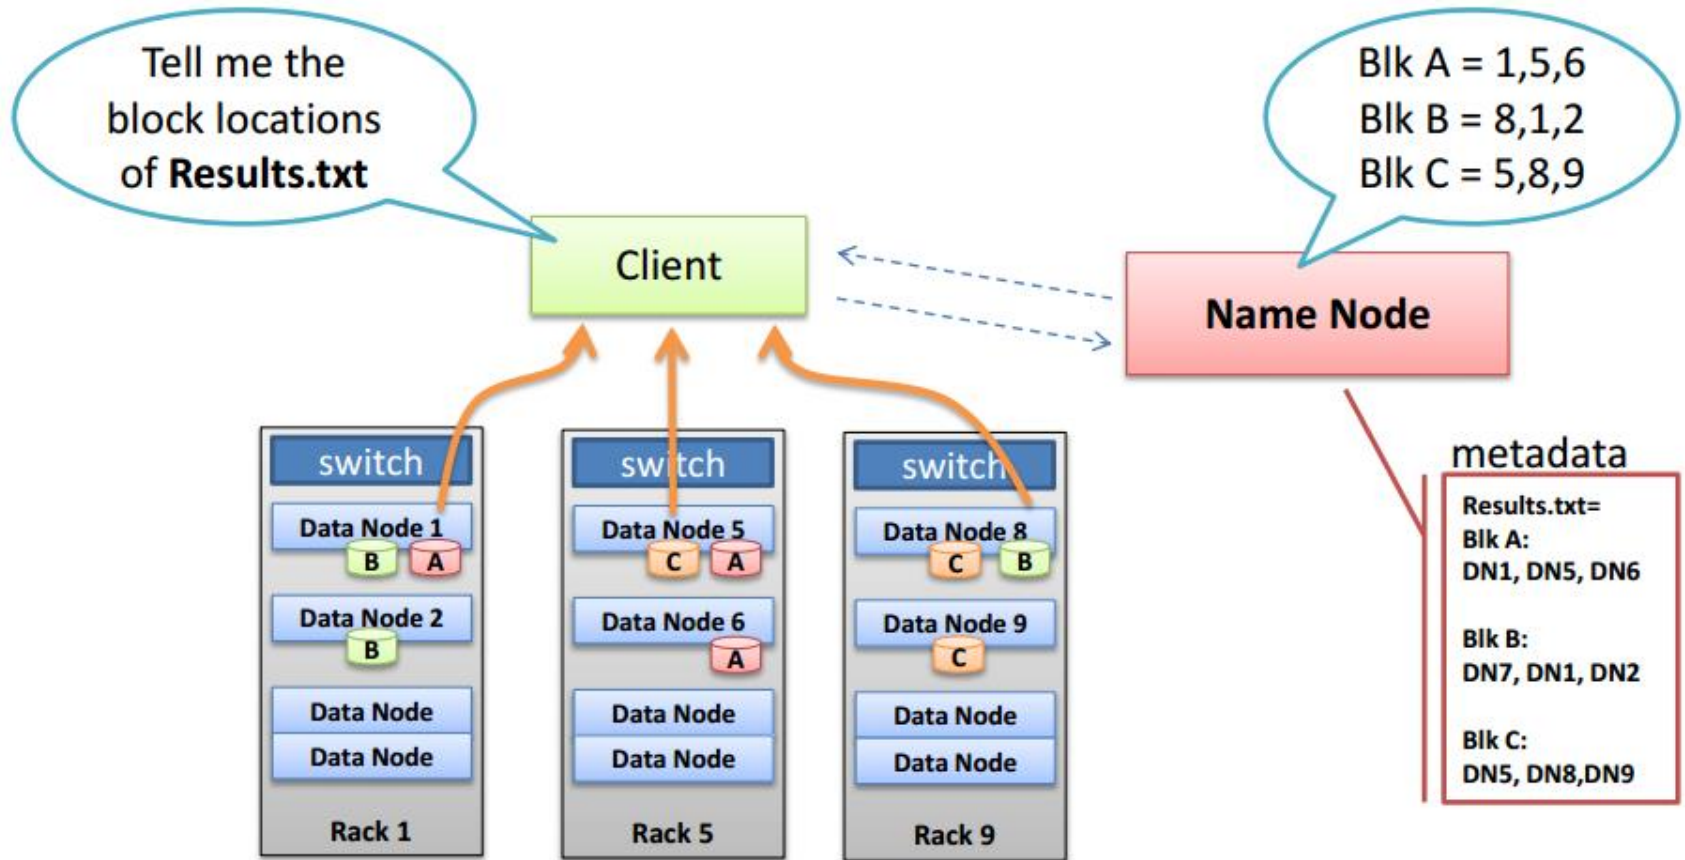 Tell me the
block locations
of Results.txt
Blk A = 1,5,6
Blk B = 8,1,2
Blk C = 5,8,9
Client
Name Node
switch
Data Node 1
B
A
Data Node 2
B
Data Node
Data Node
Rack 1
switch
Data Node 5
C
A
Data Node 6
A
Data Node
Data Node
Rack 5
switch
Data Node 8
C
B
Data Node 9
C
Data Node
Data Node
Rack 9
metadata
Results.txt=
Blk A:
DN1, DN5, DN6
Blk B:
DN7, DN1, DN2
Blk C:
DN5, DN8,DN9